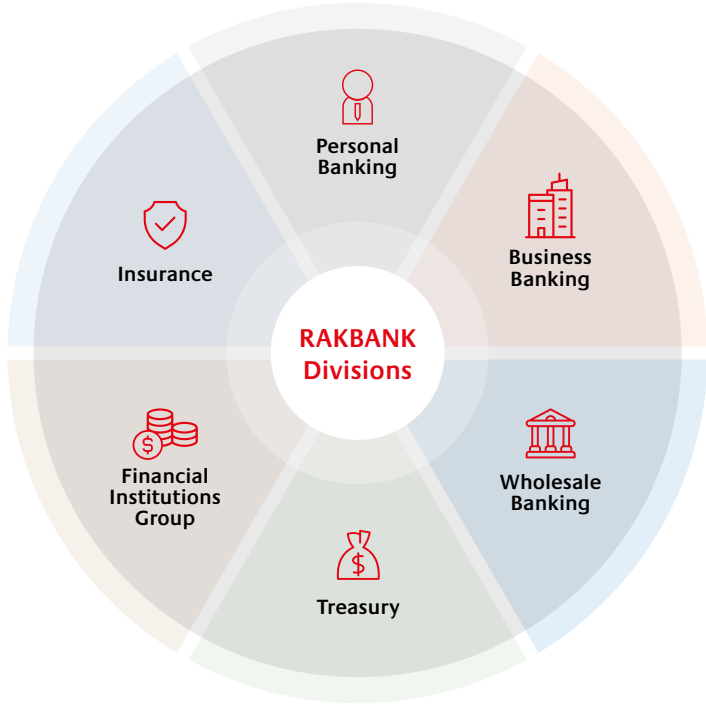 Personal
Banking
Business
Banking
Insurance
RAKBANK
Divisions
Wholesale
Banking
Financial
Institutions
Group
Treasury